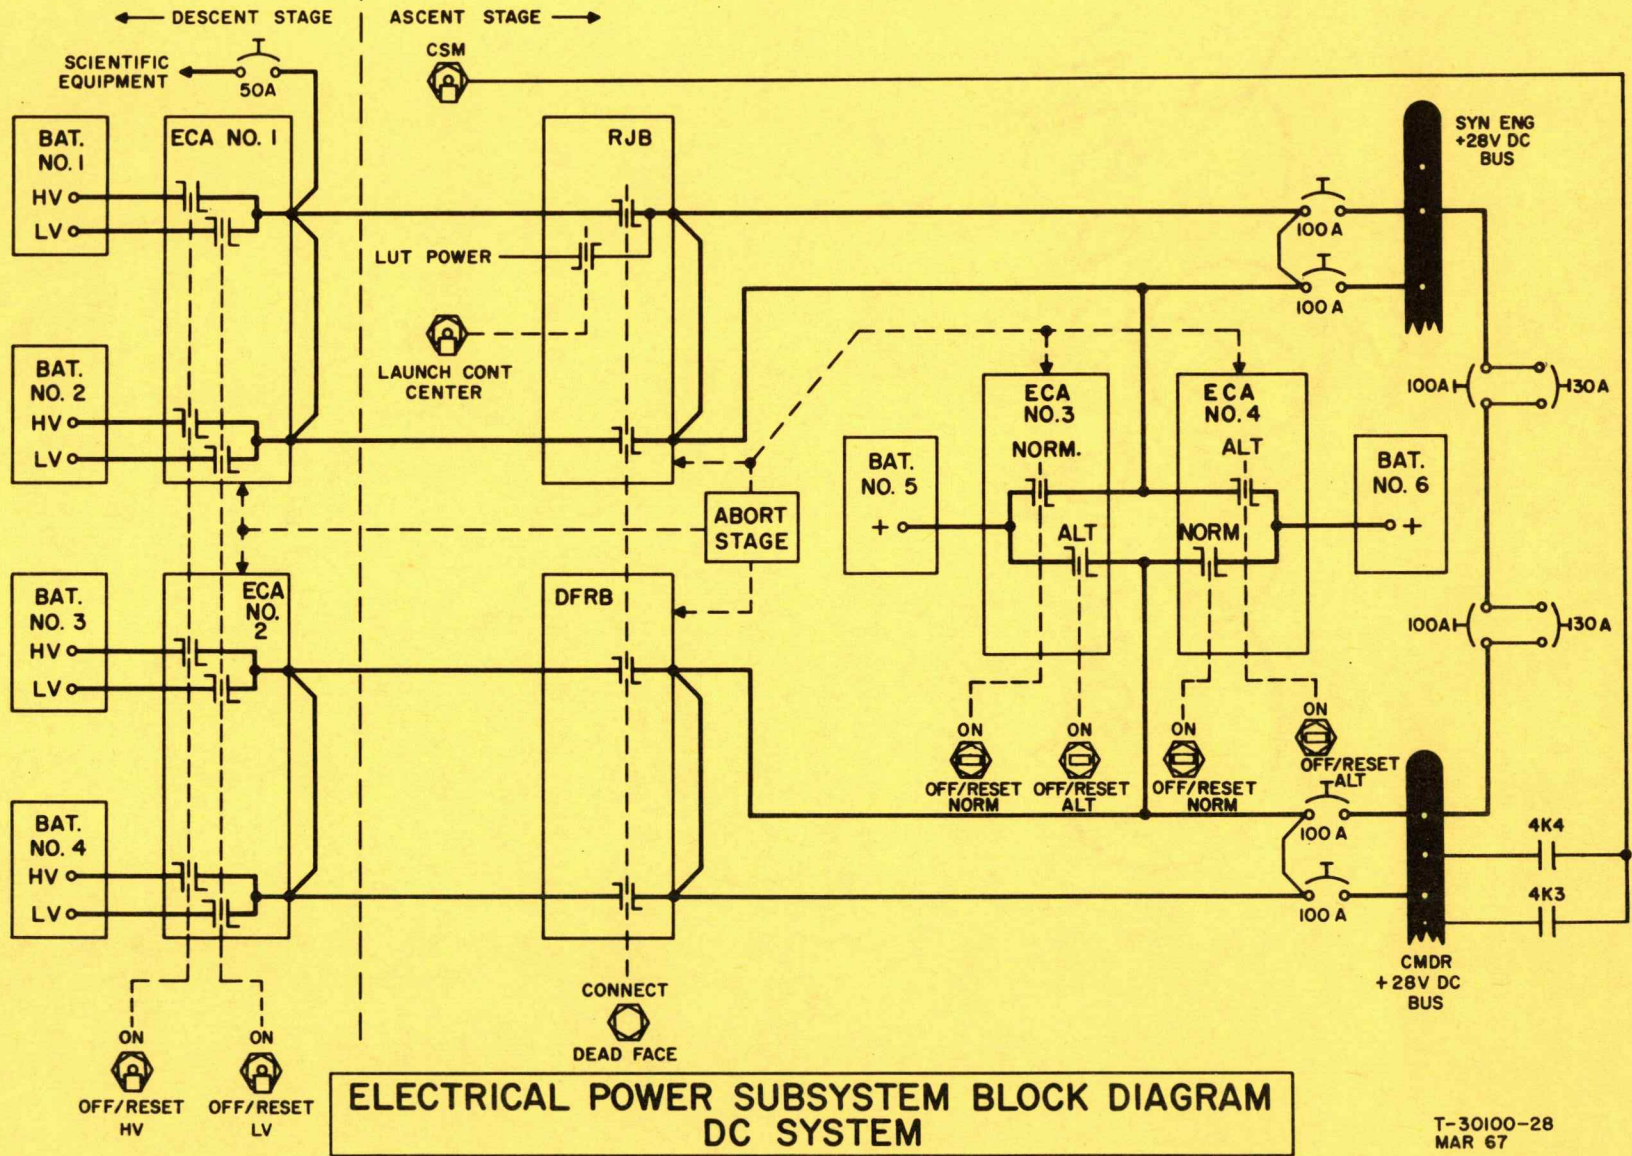 DESCENT STAGE
ASCENT STAGE
SCIENTIFIC
EQUIPMENT
50A
CSM
BAT.
NO. 1
HV
LV
ECA NO. 1
RJB
LUT POWER
LAUNCH CONT
CENTER
SYN ENG
+28V DC
BUS
100A
100A
BAT.
NO. 2
HV
LV
100A
130A
ECA
NO. 3
NORM.
ALT
ECA
NO. 4
ALT
NORM
BAT.
NO. 5
+
BAT.
NO. 6
+
ABORT
STAGE
BAT.
NO. 3
HV
LV
ECA
NO.
2
DFRB
100A
130A
ON
OFF/RESET
NORM
ON
OFF/RESET
ALT
ON
OFF/RESET
NORM
ON
OFF/RESET
ALT
BAT.
NO. 4
HV
LV
100A
100A
4K4
4K3
CMDR
+28V DC
BUS
CONNECT
DEAD FACE
ON
OFF/RESET
HV
ON
OFF/RESET
LV
ELECTRICAL POWER SUBSYSTEM BLOCK DIAGRAM
DC SYSTEM
T-30100-28
MAR 67